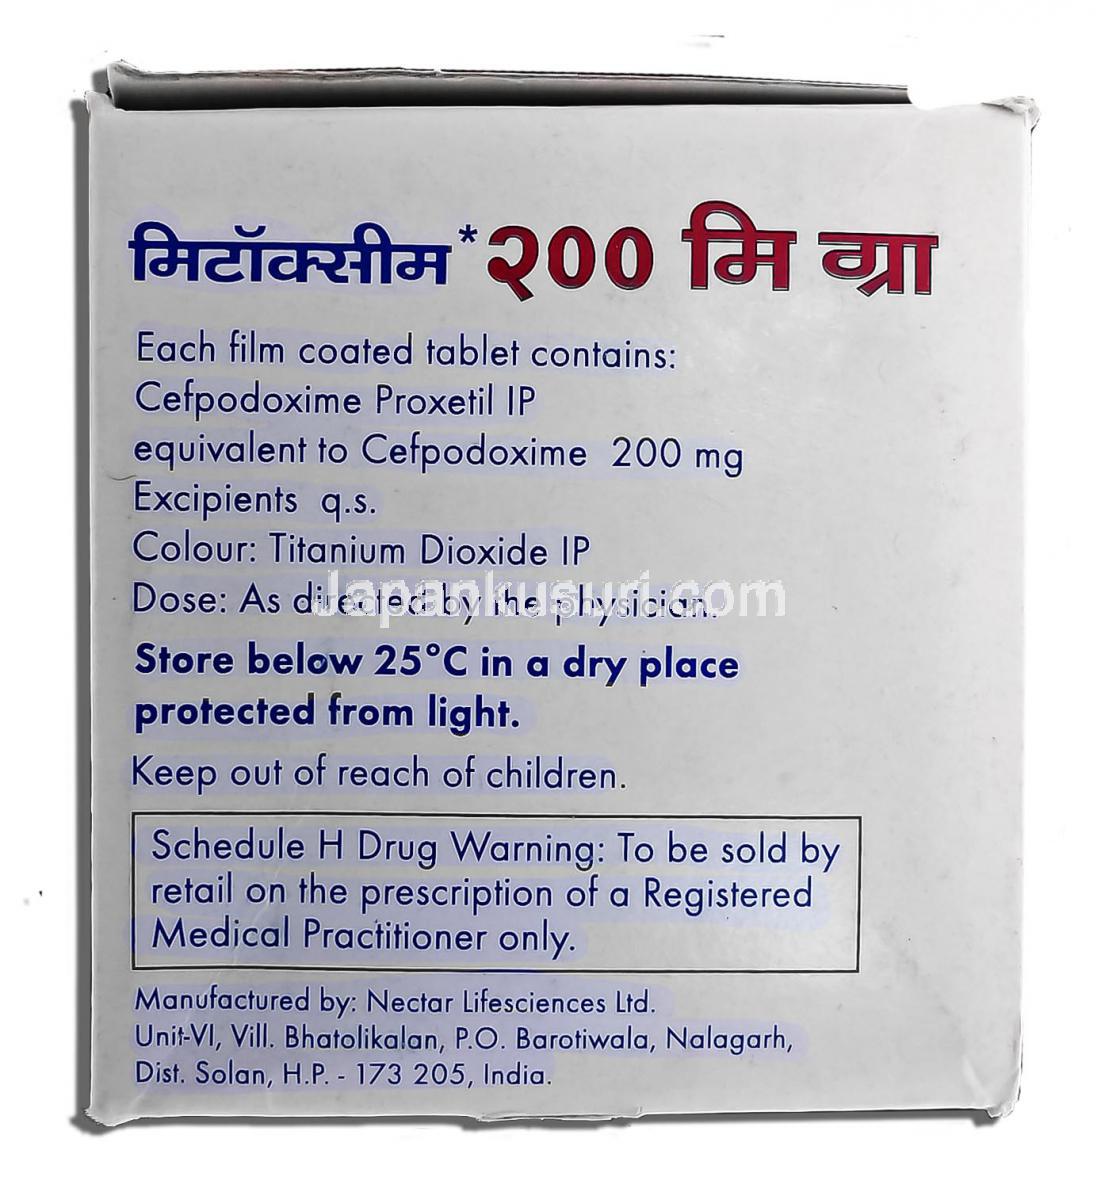 मिटॉक्सीम* २०० मि ग्रा
Each film coated tablet contains:
Cefpodoxime Proxetil IP
equivalent to Cefpodoxime 200 mg
Excipients q.s.
Colour: Titanium Dioxide IP
Dose: As directed by the physician.
Japankusuri.com
Store below 25°C in a dry place
protected from light.
Keep out of reach of children.
Schedule H Drug Warning: To be sold by
retail on the prescription of a Registered
Medical Practitioner only.
Manufactured by: Nectar Lifesciences Ltd.
Unit-VI, Vill. Bhatolikalan, P.O. Barotiwala, Nalagarh,
Dist. Solan, H.P. - 173 205, India.